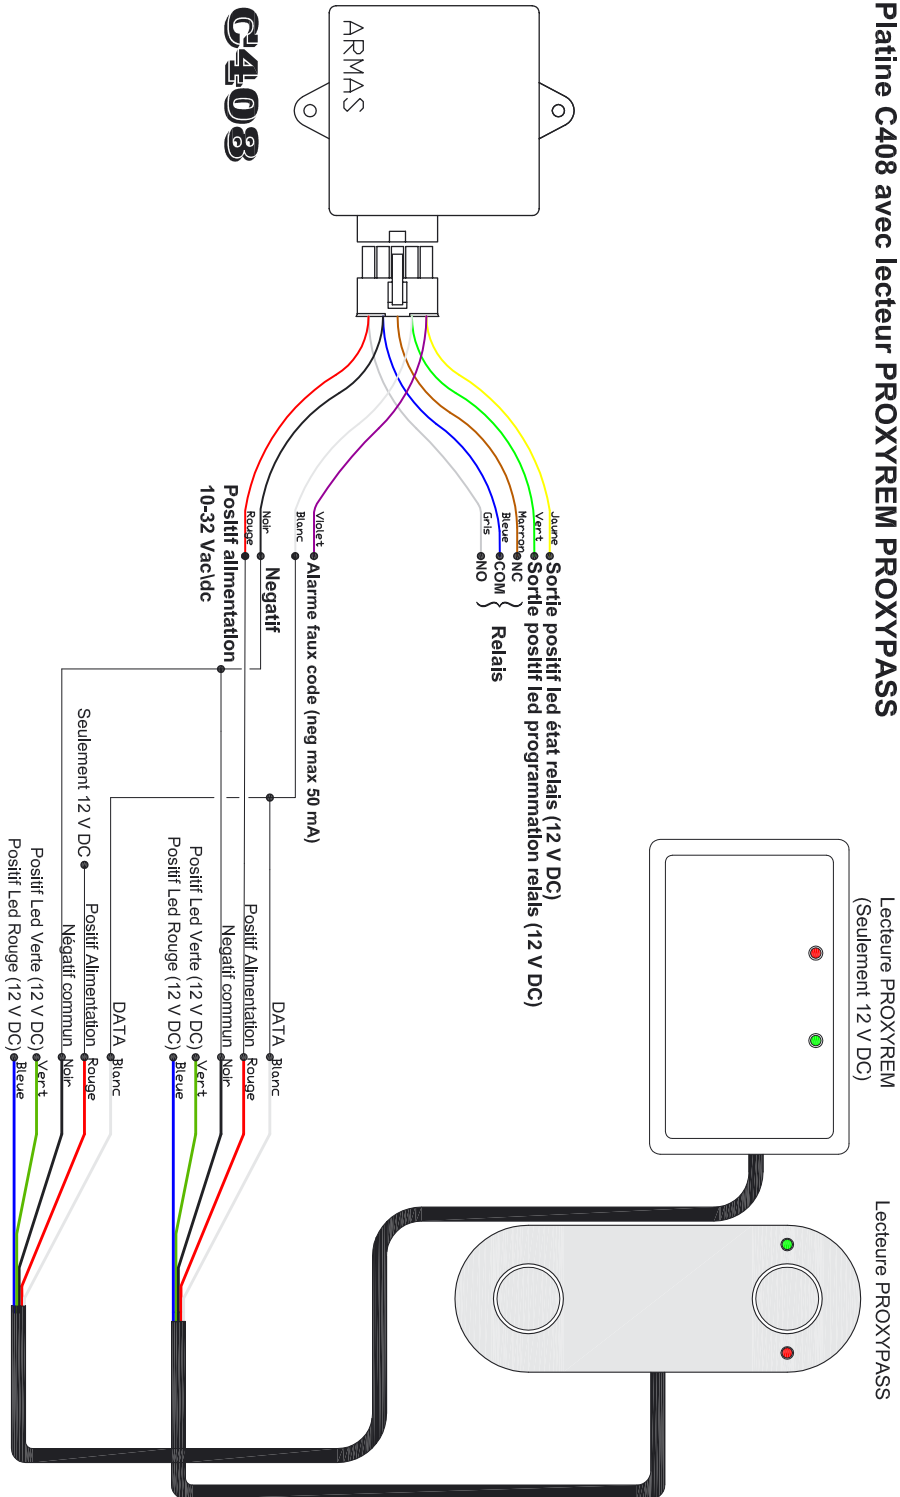 Platine C408 avec lecteur PROXYREM PROXYPASS
ARMAS
C408
Jaune
Sortie positif led état relais (12 V DC)
Vert
Sortie positif led programmation relais (12 V DC)
Marron
NC
Bleue
COM
Gris
NO
Relais
Violet
Alarme faux code (neg max 50 mA)
Blanc
Noir
Negatif
Rouge
Positif alimentation
10-32 Vac\dc
Lecteure PROXYREM
(Seulement 12 V DC)
Lecteure PROXYPASS
DATA
Blanc
Positif Alimentation
Rouge
Negatif commun
Noir
Positif Led Verte (12 V DC)
Vert
Positif Led Rouge (12 V DC)
Bleue
DATA
Blanc
Seulement 12 V DC
Positif Alimentation
Rouge
Négatif commun
Noir
Positif Led Verte (12 V DC)
Vert
Positif Led Rouge (12 V DC)
Bleue